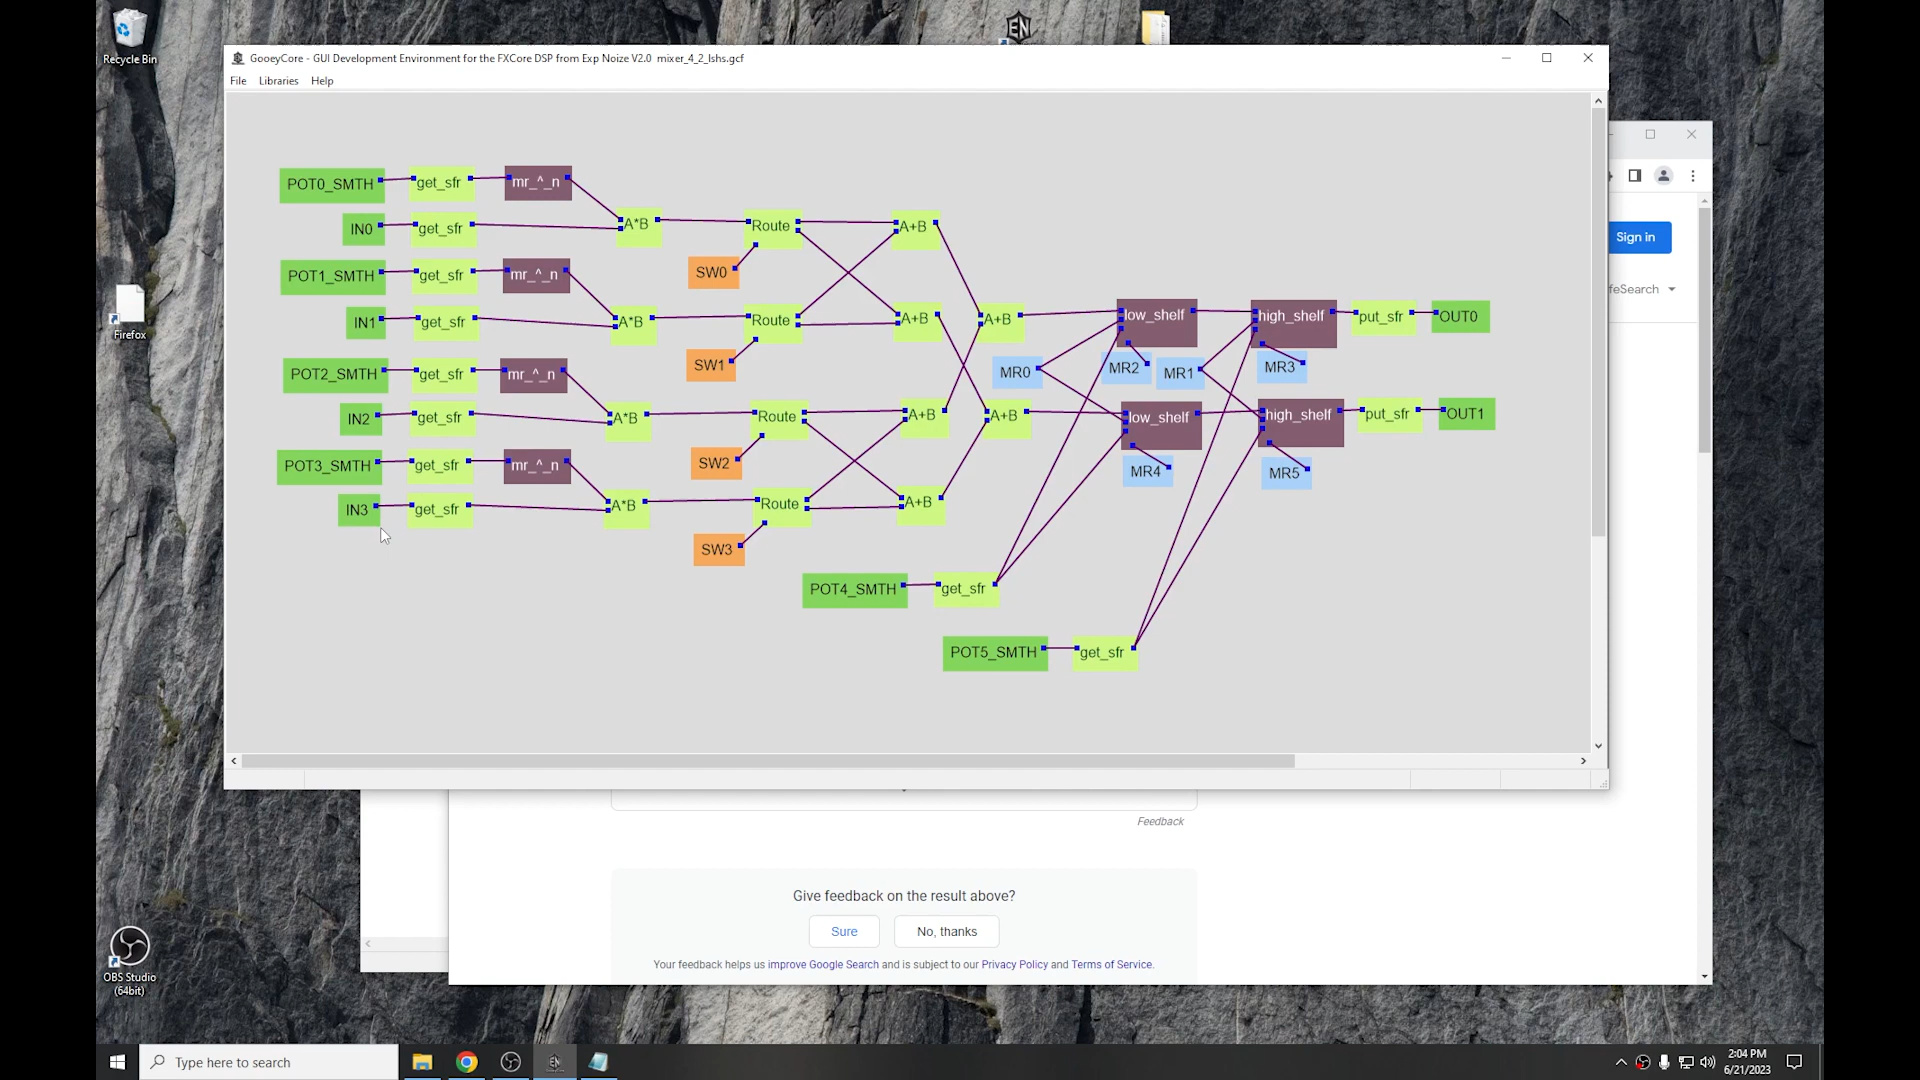 Recycle Bin
EN
GooeyCore - GUI Development Environment for the FXCore DSP from Exp Noize V2.0 mixer_4_2_lshs.gcf
File Libraries Help
POT0_SMTH get_sfr mr_^_n
IN0 get_sfr A*B Route A+B
SW0
POT1_SMTH get_sfr mr_^_n
IN1 get_sfr A*B Route A+B A+B low_shelf high_shelf put_sfr OUT0
SW1 MR0 MR2 MR1 MR3
POT2_SMTH get_sfr mr_^_n
IN2 get_sfr A*B Route A+B A+B low_shelf high_shelf put_sfr OUT1
SW2 MR4 MR5
POT3_SMTH get_sfr mr_^_n
IN3 get_sfr A*B Route A+B
SW3
POT4_SMTH get_sfr
POT5_SMTH get_sfr
Sign in
feSearch
Firefox
Feedback
Give feedback on the result above?
Sure No, thanks
Your feedback helps us improve Google Search and is subject to our Privacy Policy and Terms of Service.
OBS Studio
(64bit)
Type here to search
EN
2:04 PM
6/21/2023